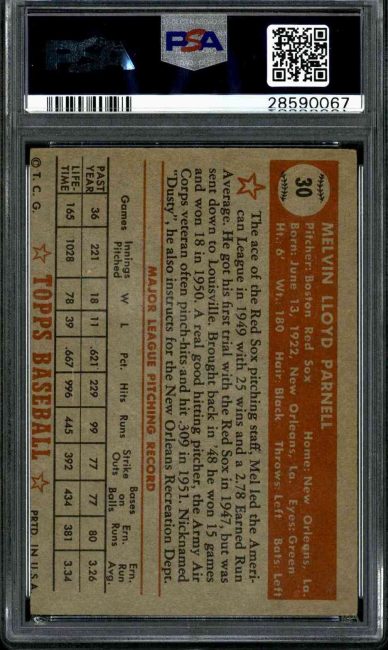 PSA
28590067
30
MELVIN LLOYD PARNELL
Pitcher: Boston Red Sox Home: New Orleans, La.
Born: June 13, 1922, New Orleans, La. Eyes: Green
Ht.: 6' Wt.: 180 Hair: Black Throws: Left Bats: Left
The ace of the Red Sox pitching staff, Mel led the Ameri-
can League in 1949 with 25 wins and a 2.78 Earned Run
Average. He got his first trial with the Red Sox in 1947, but was
sent down to Louisville. Brought back in '48 he won 15 games
and won 18 in 1950. A real good hitting pitcher, the Army Air
Corps veteran often pinch-hits and hit .309 in 1951. Nicknamed
"Dusty", he also instructs for the New Orleans Recreation Dept.
MAJOR LEAGUE PITCHING RECORD
Games Innings Pitched W L Pct. Hits Runs Strike Outs Bases on Balls Ern. Runs Ern. Run Avg.
PAST YEAR 36 221 18 11 .621 229 99 77 77 80 3.26
LIFE-TIME 165 1028 78 39 .667 996 445 392 434 381 3.34
© T. C. G. TOPPS BASEBALL PRTD. IN U.S.A.